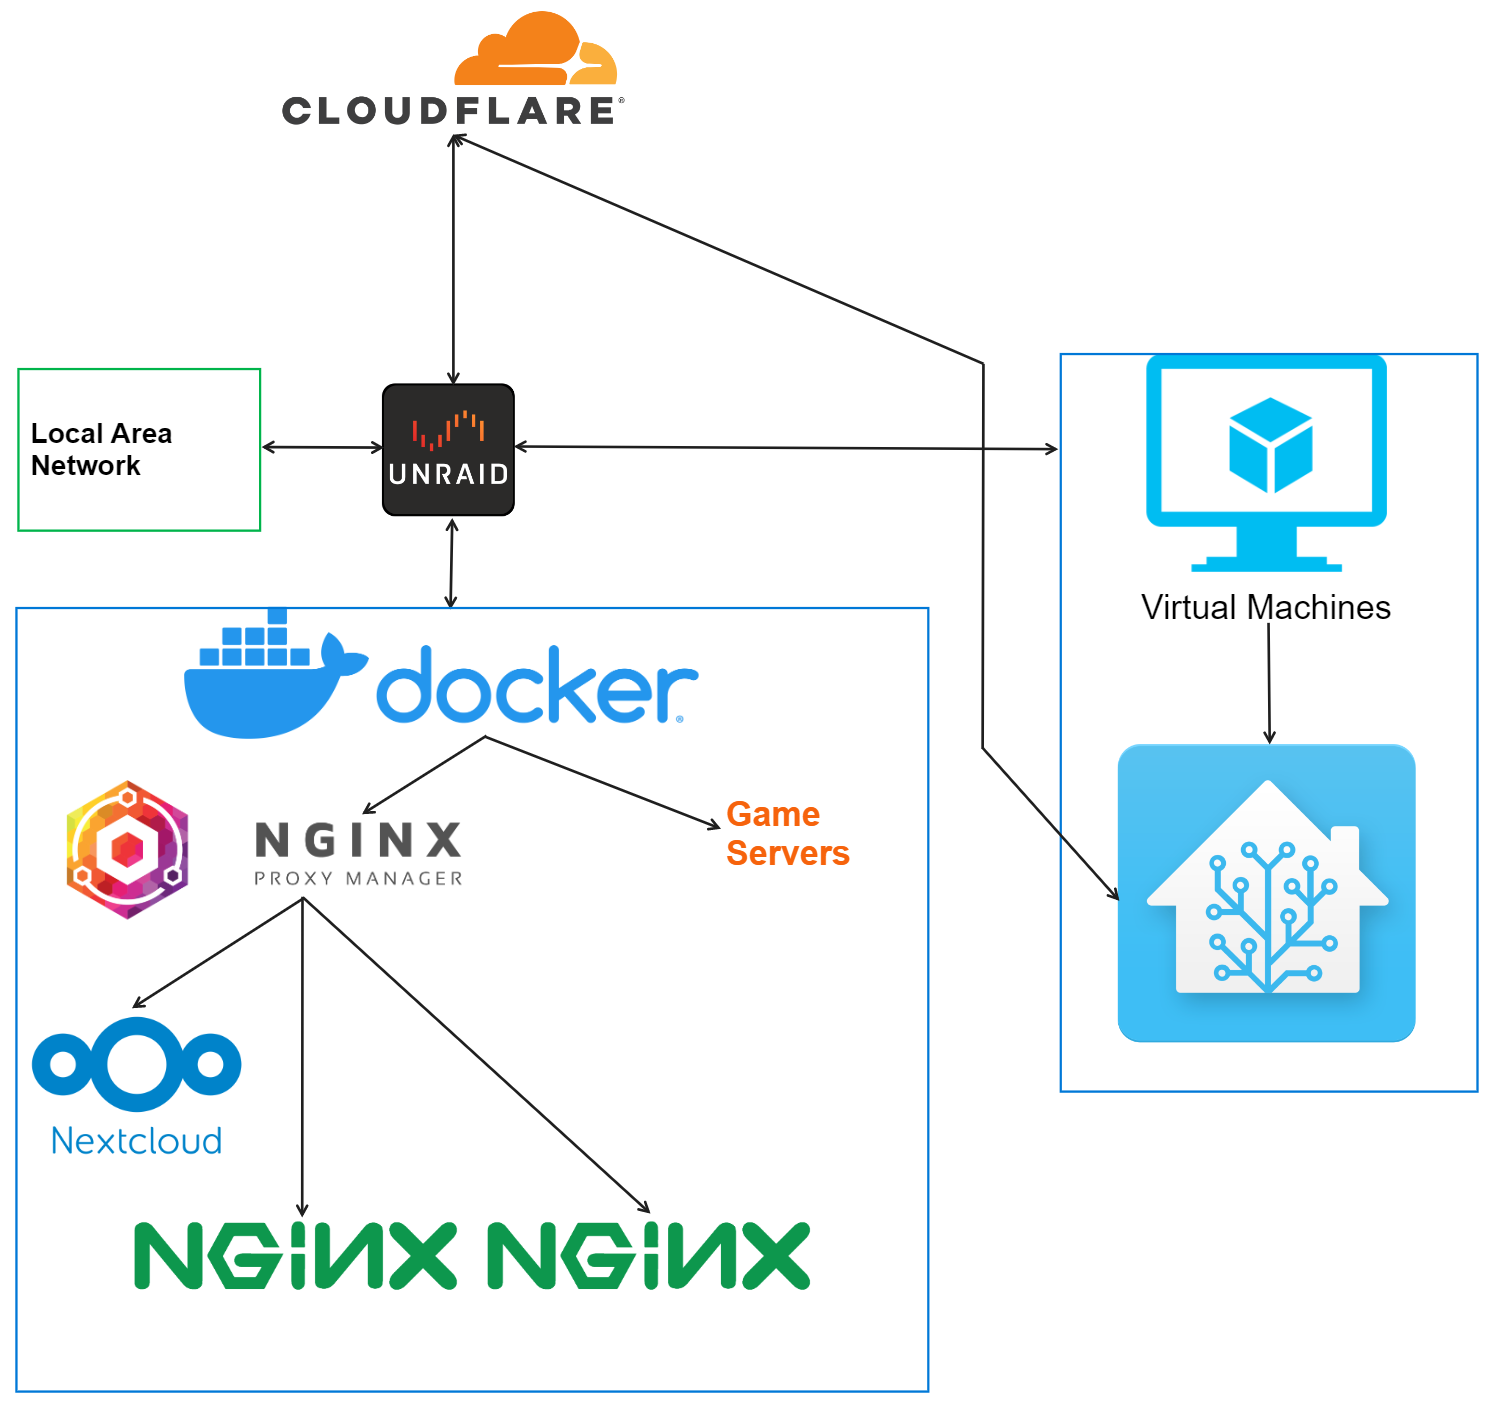 CLOUDFLARE®
Local Area
Network
UNRAID
Virtual Machines
docker®
NGINX
PROXY MANAGER
Game
Servers
Nextcloud
NGiNX NGiNX